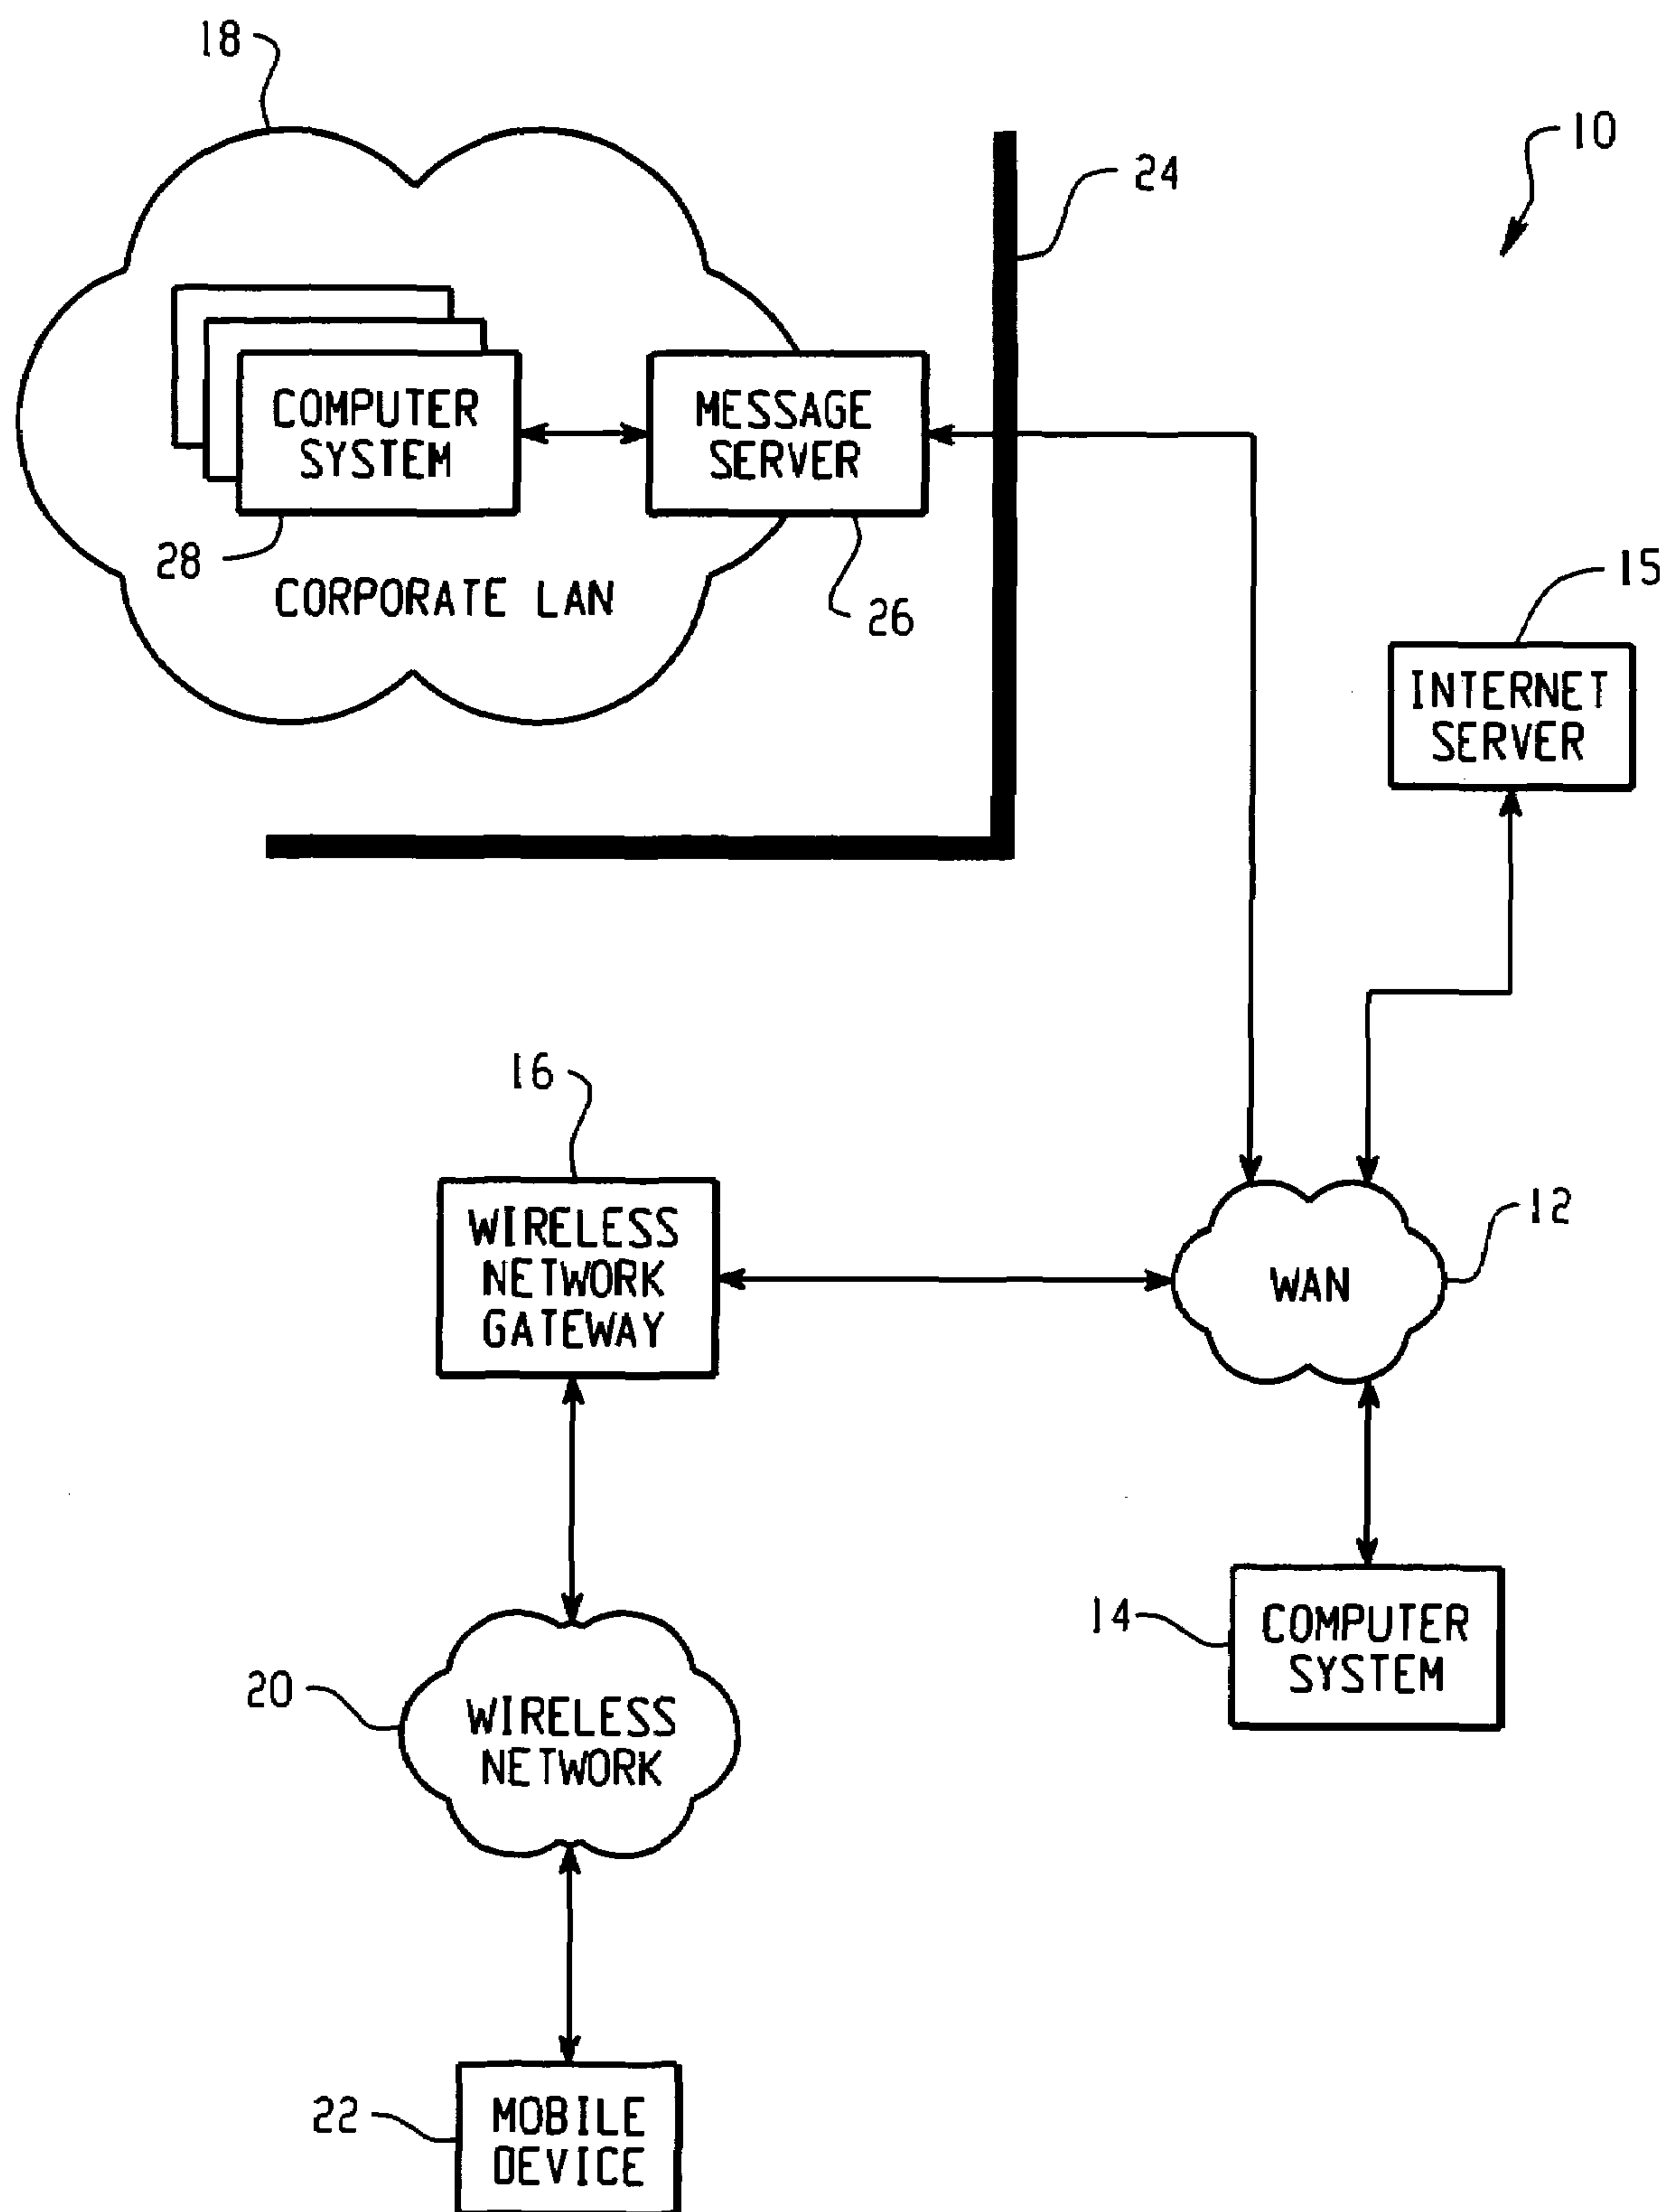 18
10
24
COMPUTER
SYSTEM
MESSAGE
SERVER
28
CORPORATE LAN
26
15
INTERNET
SERVER
16
WIRELESS
NETWORK
GATEWAY
12
WAN
14
COMPUTER
SYSTEM
20
WIRELESS
NETWORK
22
MOBILE
DEVICE